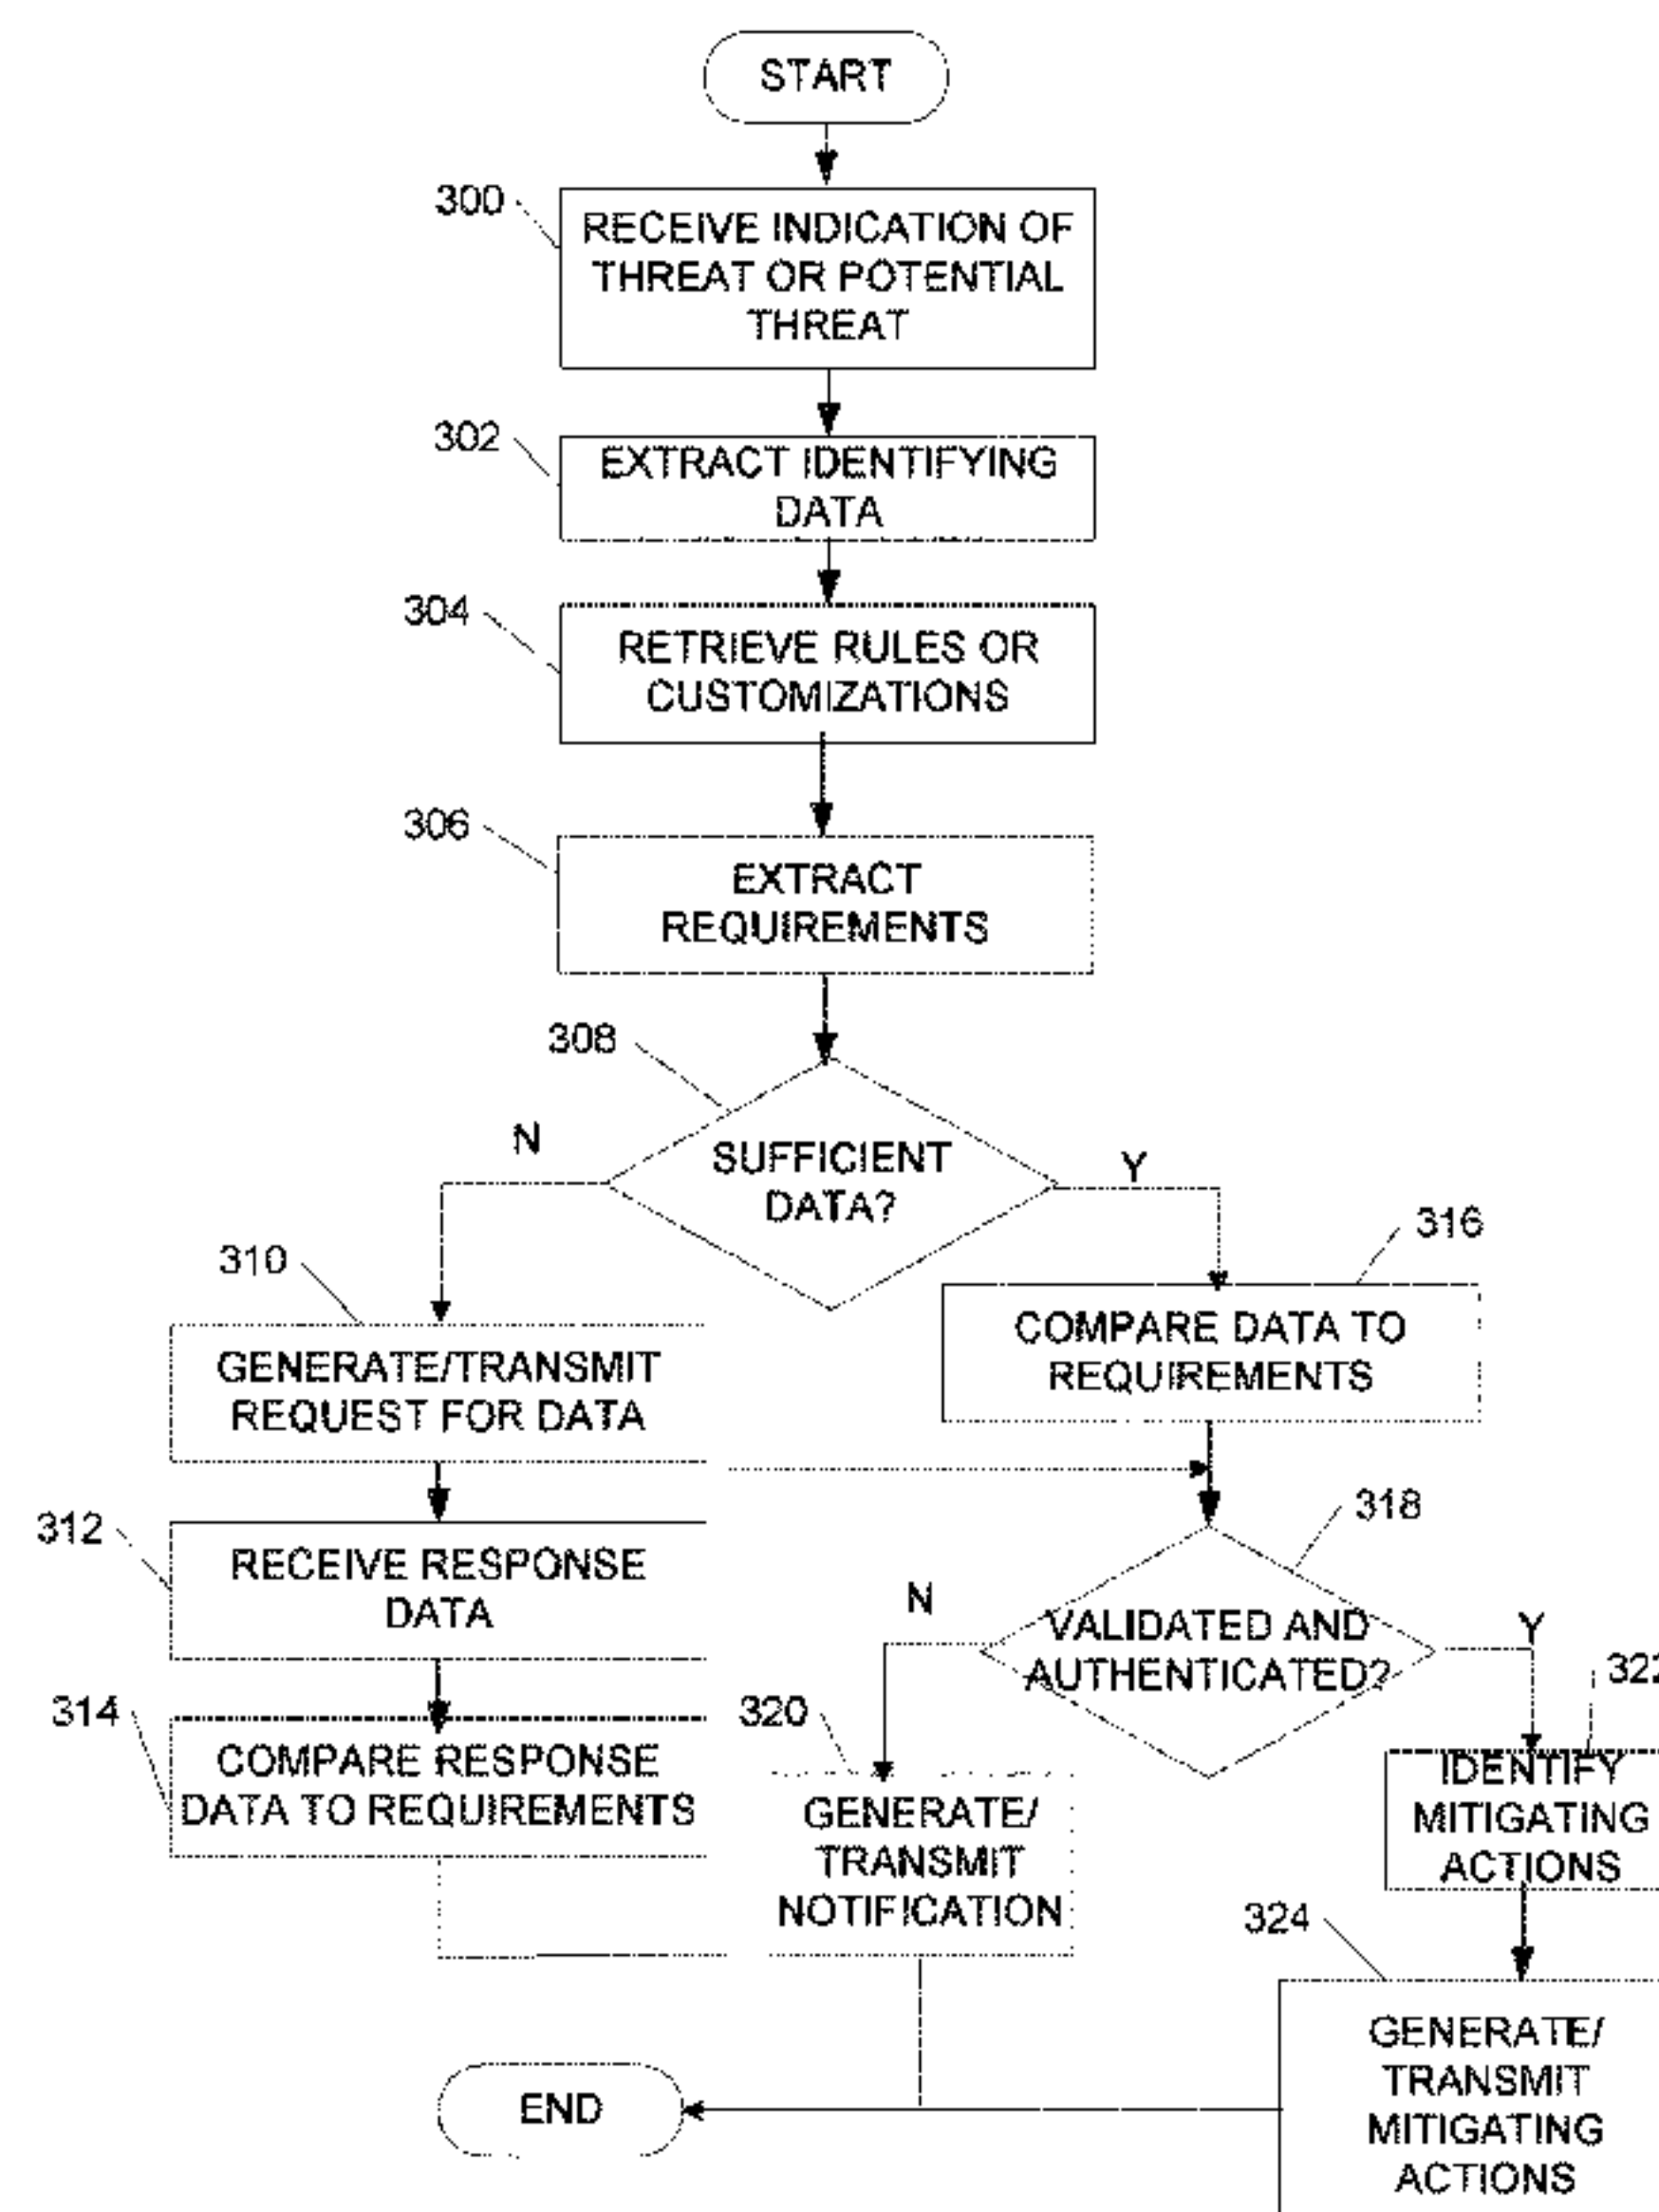 START
300
RECEIVE INDICATION OF
THREAT OR POTENTIAL
THREAT
302
EXTRACT IDENTIFYING
DATA
304
RETRIEVE RULES OR
CUSTOMIZATIONS
306
EXTRACT
REQUIREMENTS
308
SUFFICIENT
DATA?
N
Y
310
GENERATE/TRANSMIT
REQUEST FOR DATA
316
COMPARE DATA TO
REQUIREMENTS
312
RECEIVE RESPONSE
DATA
318
VALIDATED AND
AUTHENTICATED?
N
Y
314
COMPARE RESPONSE
DATA TO REQUIREMENTS
320
GENERATE/
TRANSMIT
NOTIFICATION
322
IDENTIFY
MITIGATING
ACTIONS
324
GENERATE/
TRANSMIT
MITIGATING
ACTIONS
END